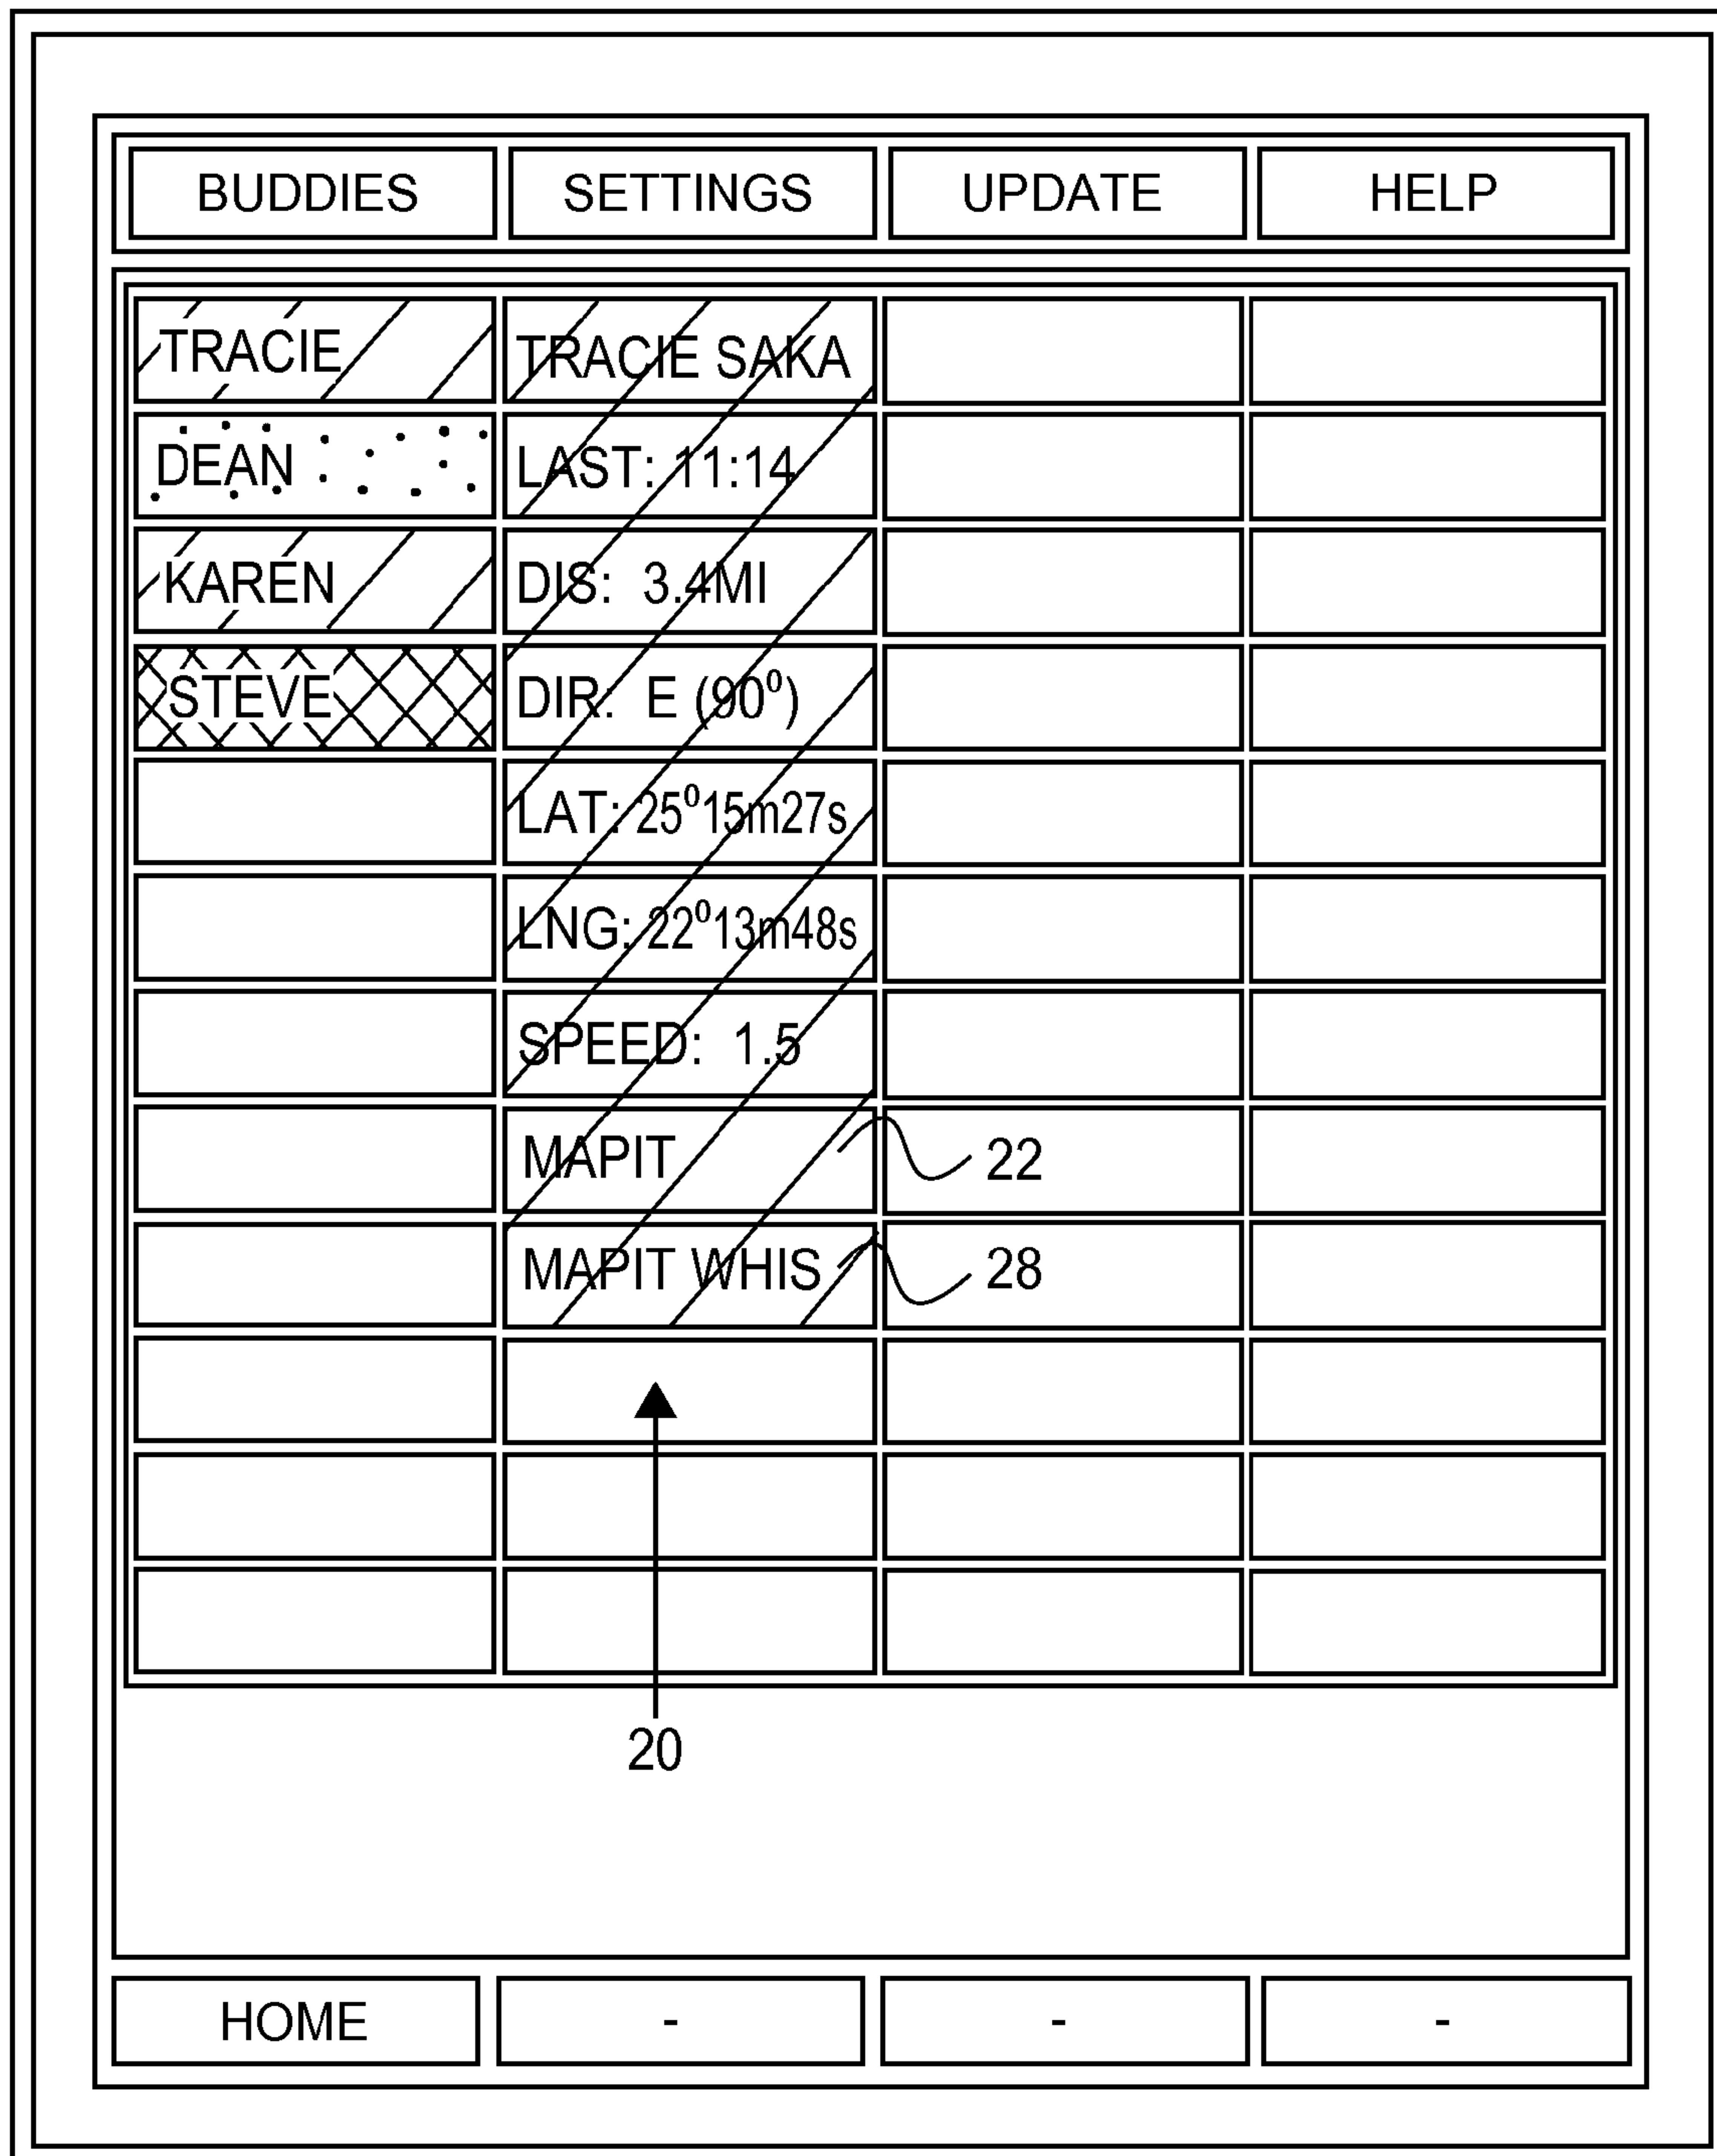 BUDDIES SETTINGS UPDATE HELP
TRACIE TRACIE SAKA
DEAN LAST: 11:14
KAREN DIS: 3.4MI
STEVE DIR: E (90⁰)
LAT: 25⁰15m27s
LNG: 22⁰13m48s
SPEED: 1.5
MAPIT 22
MAPIT WHIS 28
20
HOME - - -